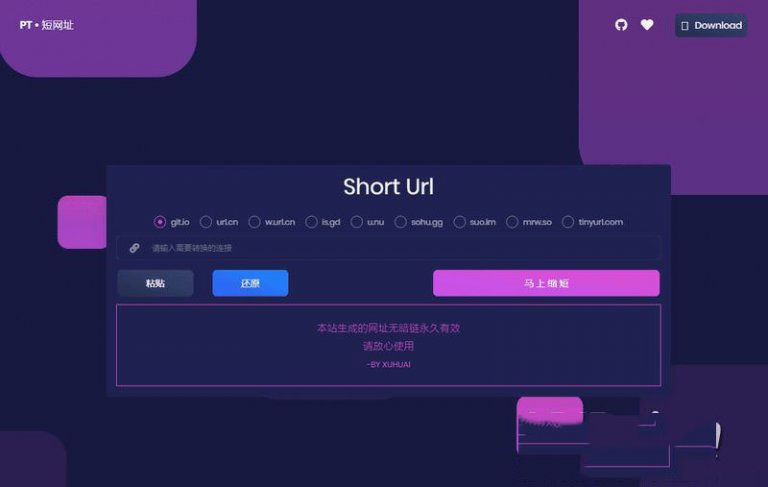 PT • 短网址
Download
Short Url
git.io url.cn w.url.cn is.gd u.nu sohu.gg suo.im mrw.so tinyurl.com
请输入需要转换的连接
粘贴 还原 马上缩短
本站生成的网址无暗链永久有效
请放心使用
-BY XUHUAI